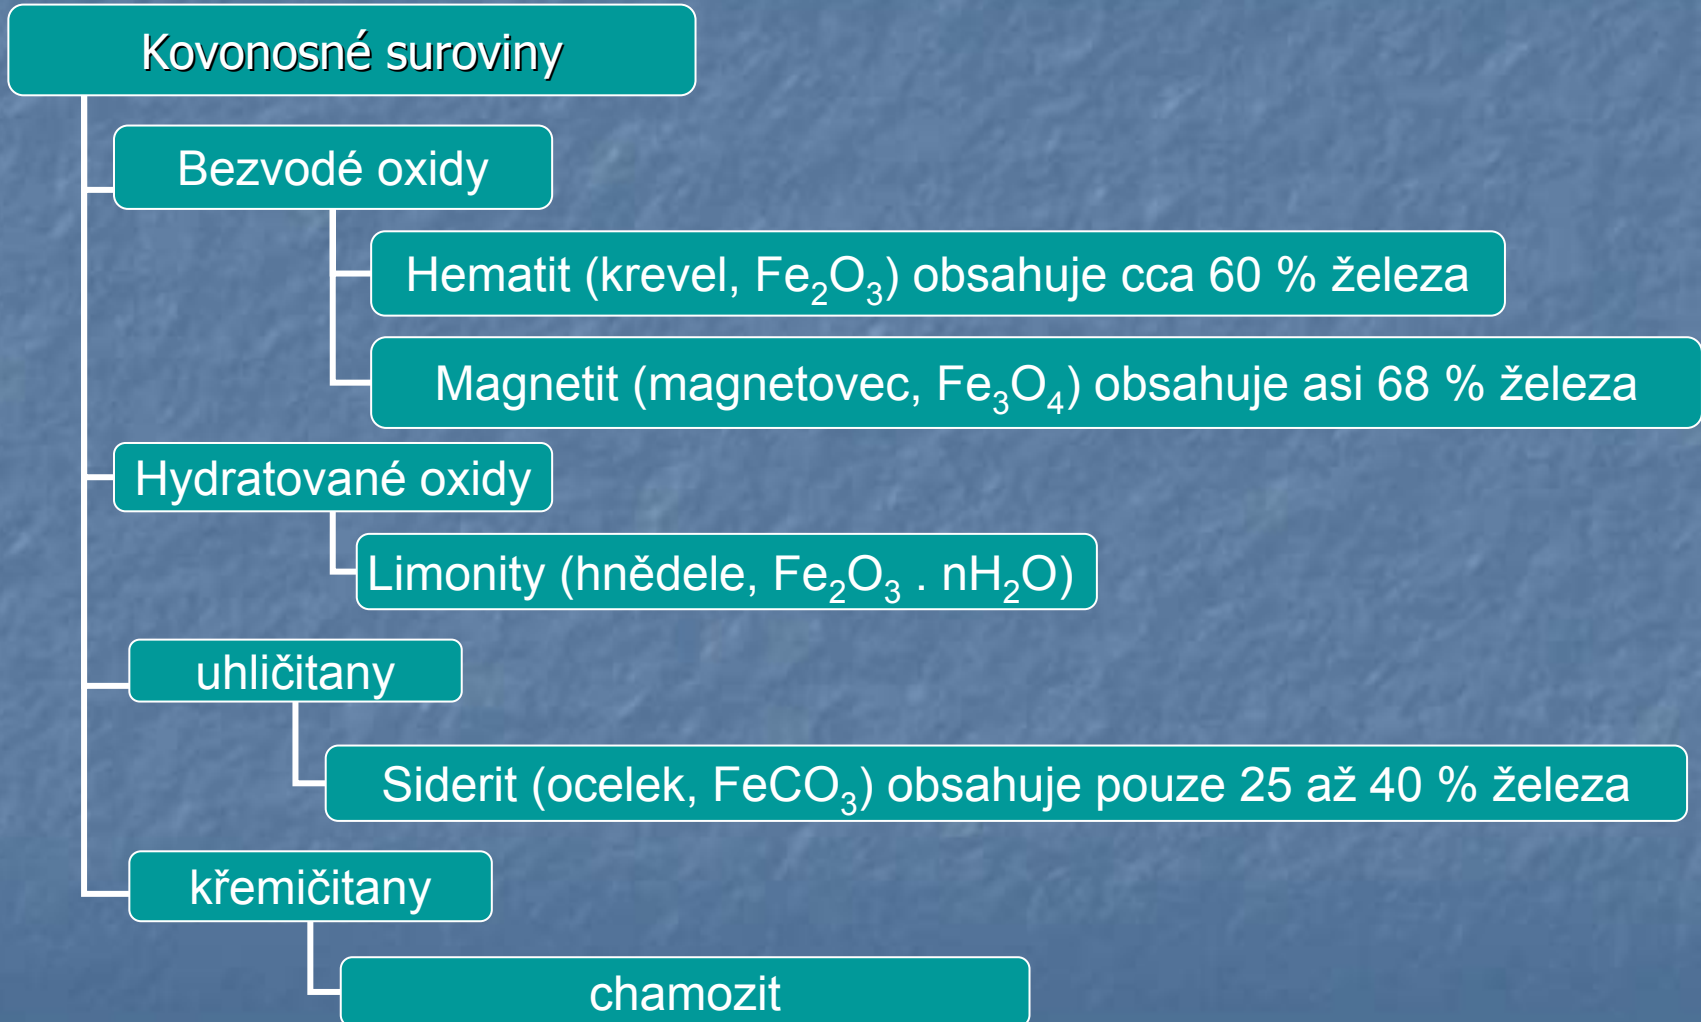 Kovonosné suroviny
Bezvodé oxidy
Hematit (krevel, Fe₂O₃) obsahuje cca 60 % železa
Magnetit (magnetovec, Fe₃O₄) obsahuje asi 68 % železa
Hydratované oxidy
Limonity (hnědele, Fe₂O₃ . nH₂O)
uhličitany
Siderit (ocelek, FeCO₃) obsahuje pouze 25 až 40 % železa
křemičitany
chamozit